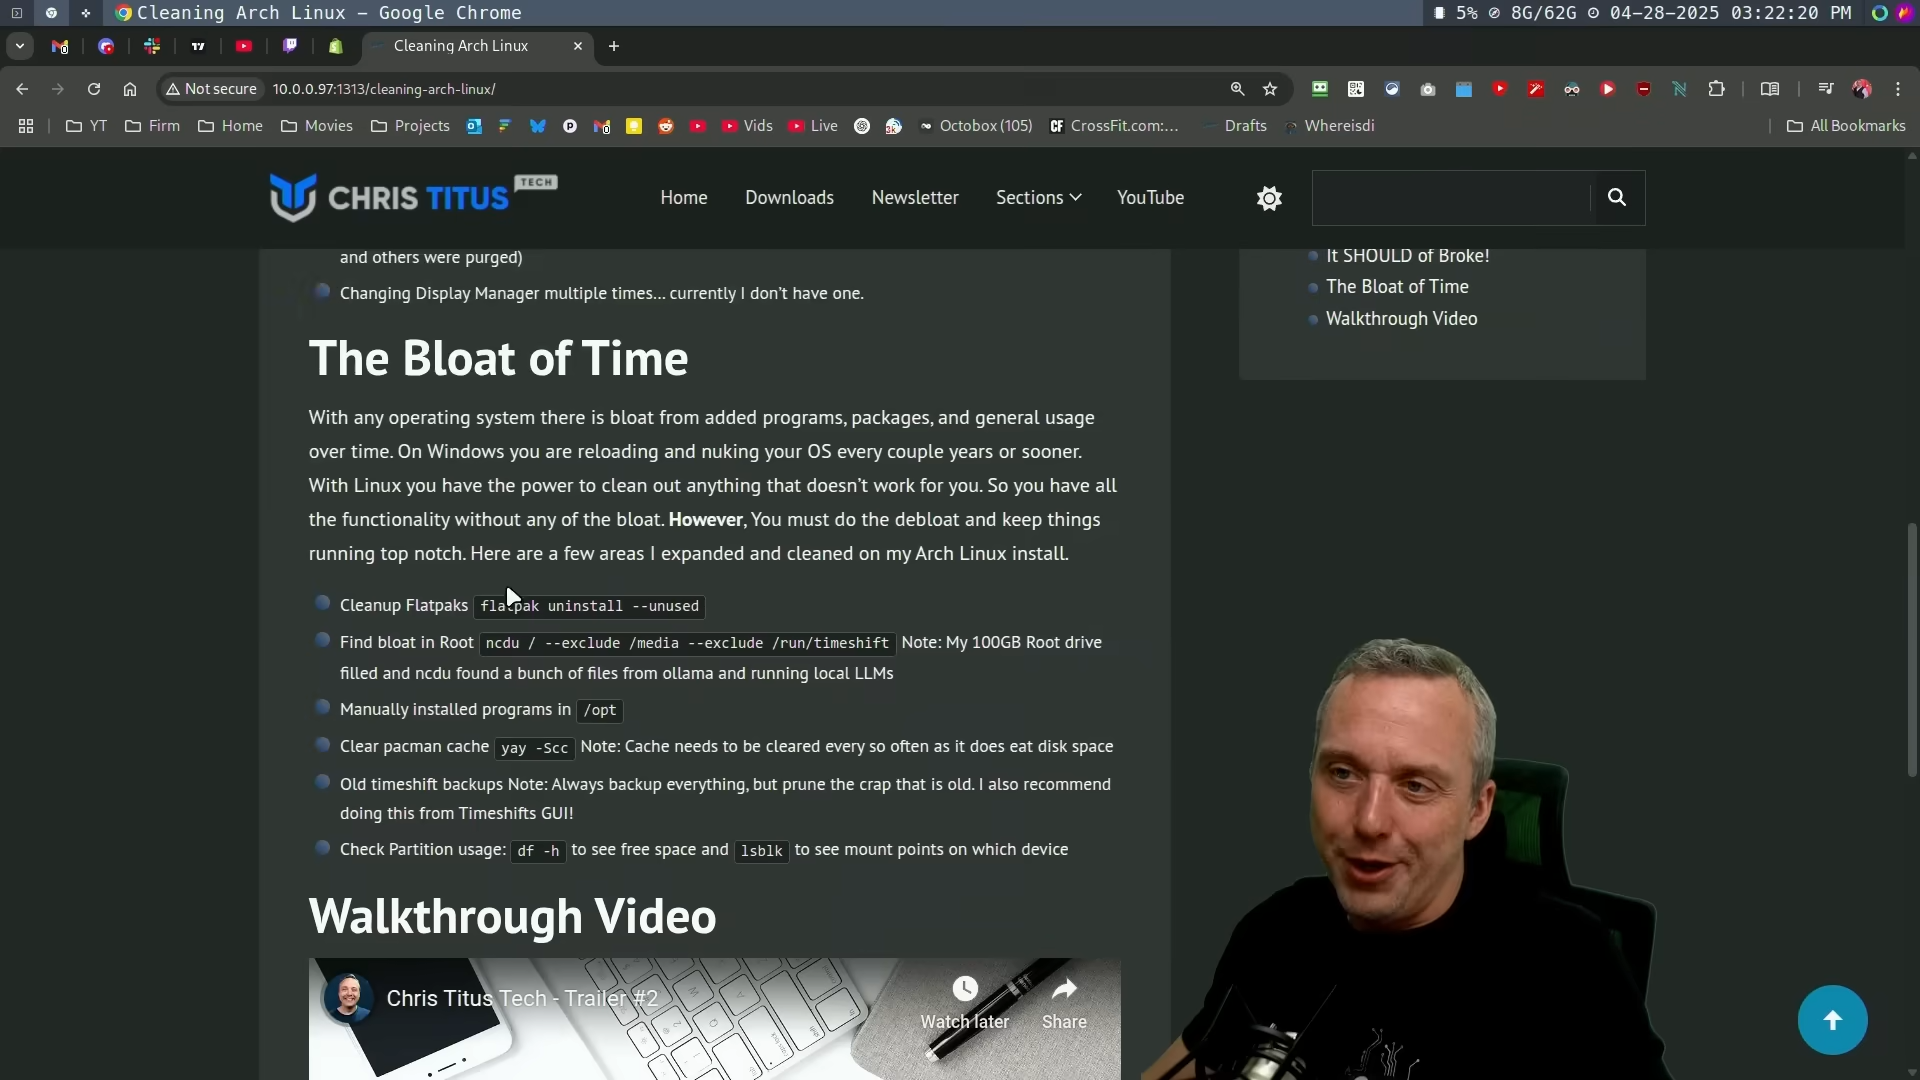 Cleaning Arch Linux – Google Chrome
5% 8G/62G 04-28-2025 03:22:20 PM
Cleaning Arch Linux
Not secure 10.0.0.97:1313/cleaning-arch-linux/
YT Firm Home Movies Projects Vids Live Octobox (105) CF CrossFit.com:... Drafts Whereisdi All Bookmarks
CHRIS TITUS TECH
Home Downloads Newsletter Sections YouTube
and others were purged)
Changing Display Manager multiple times… currently I don’t have one.
It SHOULD of Broke!
The Bloat of Time
Walkthrough Video
The Bloat of Time
With any operating system there is bloat from added programs, packages, and general usage
over time. On Windows you are reloading and nuking your OS every couple years or sooner.
With Linux you have the power to clean out anything that doesn’t work for you. So you have all
the functionality without any of the bloat. However, You must do the debloat and keep things
running top notch. Here are a few areas I expanded and cleaned on my Arch Linux install.
Cleanup Flatpaks flatpak uninstall --unused
Find bloat in Root ncdu / --exclude /media --exclude /run/timeshift Note: My 100GB Root drive
filled and ncdu found a bunch of files from ollama and running local LLMs
Manually installed programs in /opt
Clear pacman cache yay -Scc Note: Cache needs to be cleared every so often as it does eat disk space
Old timeshift backups Note: Always backup everything, but prune the crap that is old. I also recommend
doing this from Timeshifts GUI!
Check Partition usage: df -h to see free space and lsblk to see mount points on which device
Walkthrough Video
Chris Titus Tech - Trailer #2
Watch later Share